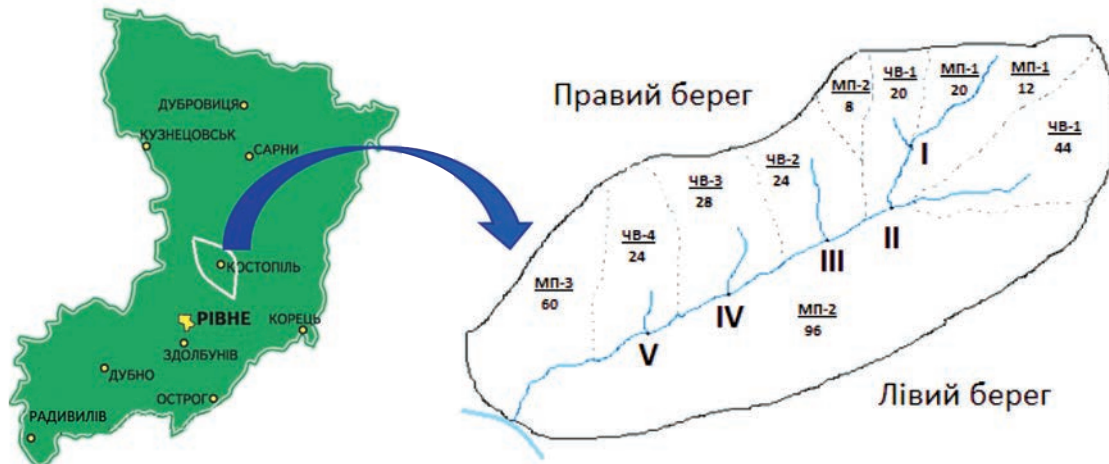 ДУБРОВИЦЯ
КУЗНЕЦОВСЬК
САРНИ
КОСТОПІЛЬ
РІВНЕ
КОРЕЦЬ
ЗДОЛБУНІВ
ДУБНО
ОСТРОГ
РАДИВИЛІВ
Правий берег
МП-2
8
ЧВ-1
20
МП-1
20
МП-1
12
ЧВ-1
44
ЧВ-2
24
ЧВ-3
28
ЧВ-4
24
МП-3
60
МП-2
96
I
II
III
IV
V
Лівий берег